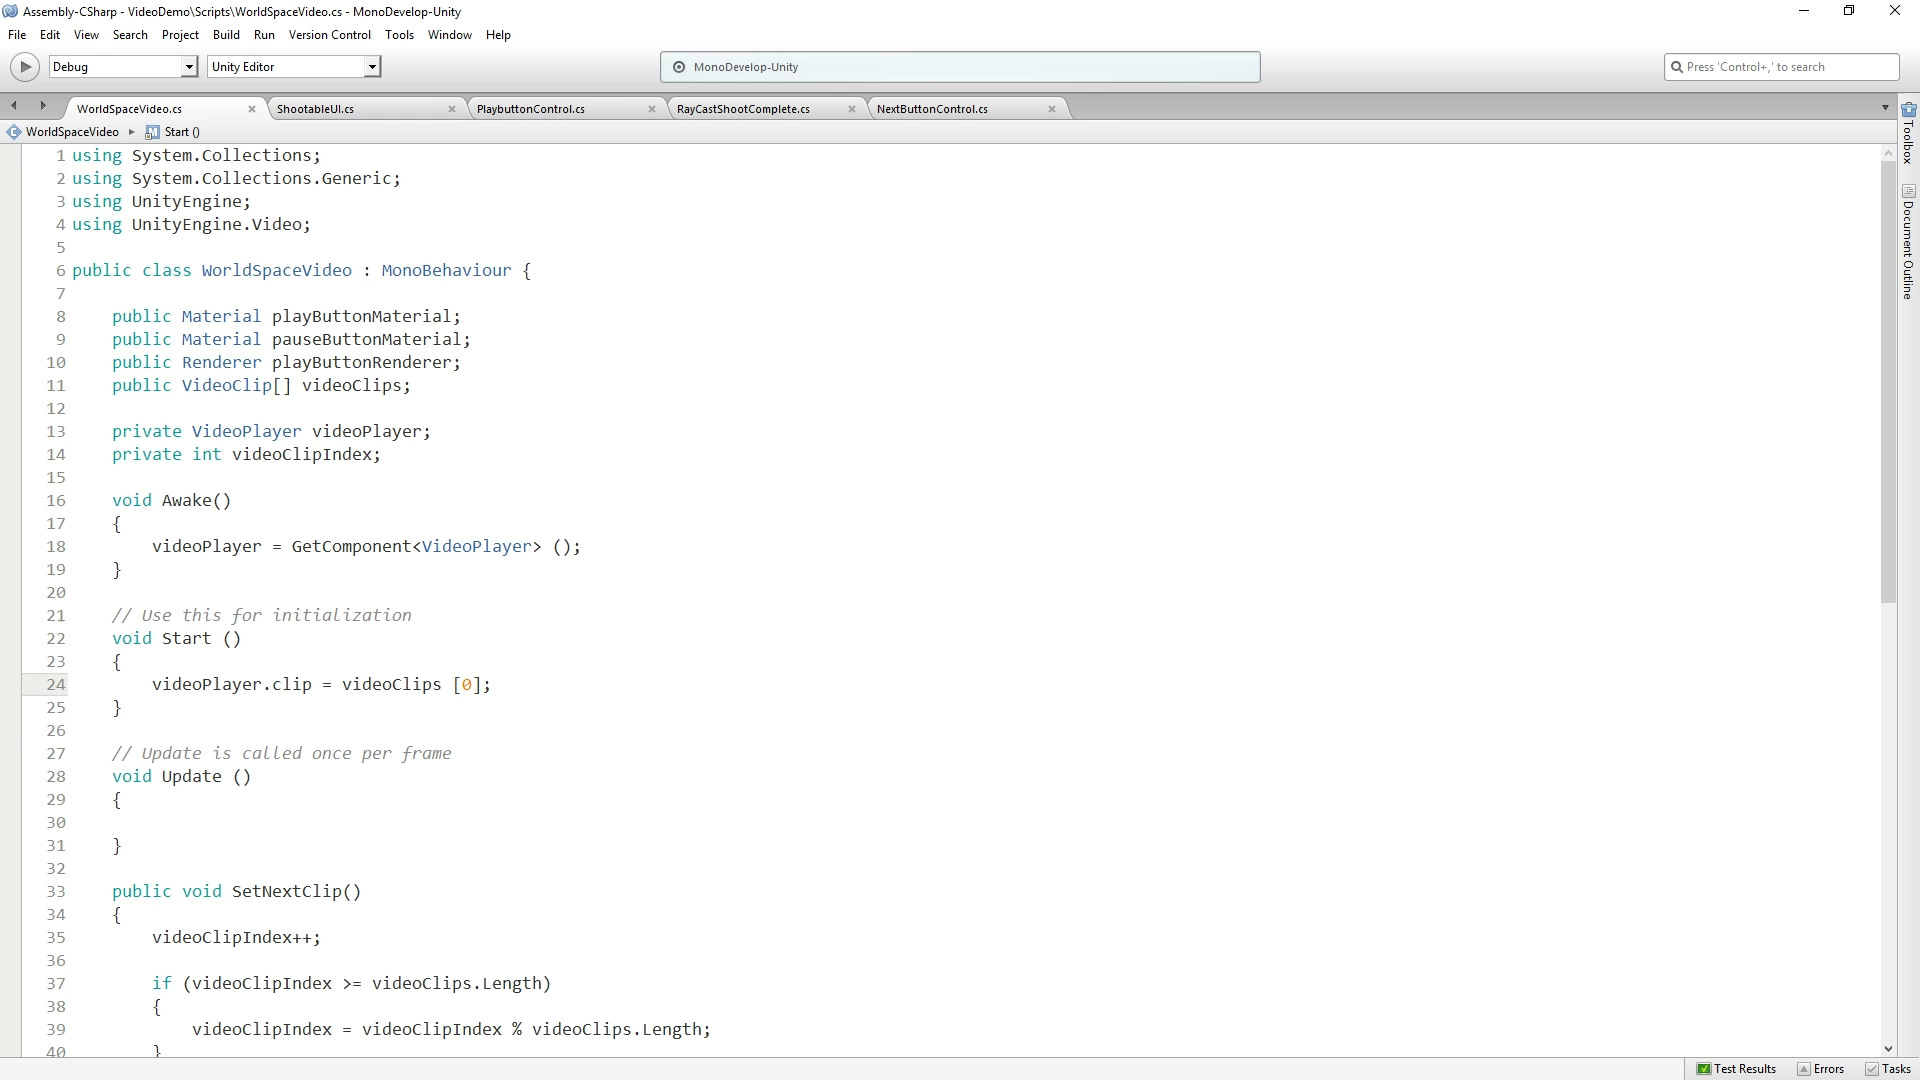 Assembly-CSharp - VideoDemo\Scripts\WorldSpaceVideo.cs - MonoDevelop-Unity
File Edit View Search Project Build Run Version Control Tools Window Help
Debug Unity Editor MonoDevelop-Unity Press 'Control+,' to search
WorldSpaceVideo.cs ShootableUI.cs PlaybuttonControl.cs RayCastShootComplete.cs NextButtonControl.cs
WorldSpaceVideo Start ()
1 using System.Collections;
2 using System.Collections.Generic;
3 using UnityEngine;
4 using UnityEngine.Video;
5
6 public class WorldSpaceVideo : MonoBehaviour {
7
8     public Material playButtonMaterial;
9     public Material pauseButtonMaterial;
10     public Renderer playButtonRenderer;
11     public VideoClip[] videoClips;
12
13     private VideoPlayer videoPlayer;
14     private int videoClipIndex;
15
16     void Awake()
17     {
18         videoPlayer = GetComponent<VideoPlayer> ();
19     }
20
21     // Use this for initialization
22     void Start ()
23     {
24         videoPlayer.clip = videoClips [0];
25     }
26
27     // Update is called once per frame
28     void Update ()
29     {
30
31     }
32
33     public void SetNextClip()
34     {
35         videoClipIndex++;
36
37         if (videoClipIndex >= videoClips.Length)
38         {
39             videoClipIndex = videoClipIndex % videoClips.Length;
40         }
Toolbox
Document Outline
Test Results Errors Tasks